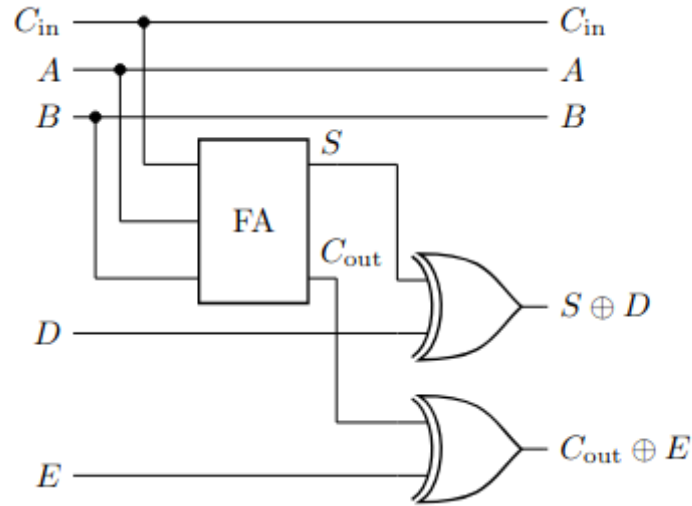 C_in C_in
A A
B B
S
FA
C_out
S ⊕ D
D
C_out ⊕ E
E